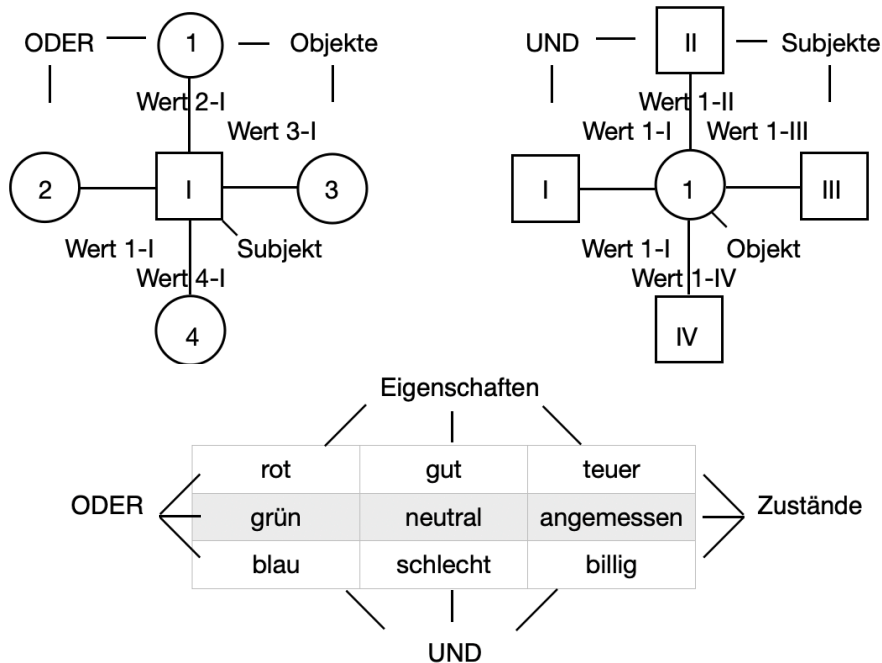 ODER
1
Objekte
Wert 2-I
Wert 3-I
2
I
3
Wert 1-I
Subjekt
Wert 4-I
4
UND
II
Subjekte
Wert 1-II
Wert 1-I
Wert 1-III
I
1
III
Wert 1-I
Objekt
Wert 1-IV
IV
Eigenschaften
rot gut teuer
ODER
grün neutral angemessen
Zustände
blau schlecht billig
UND